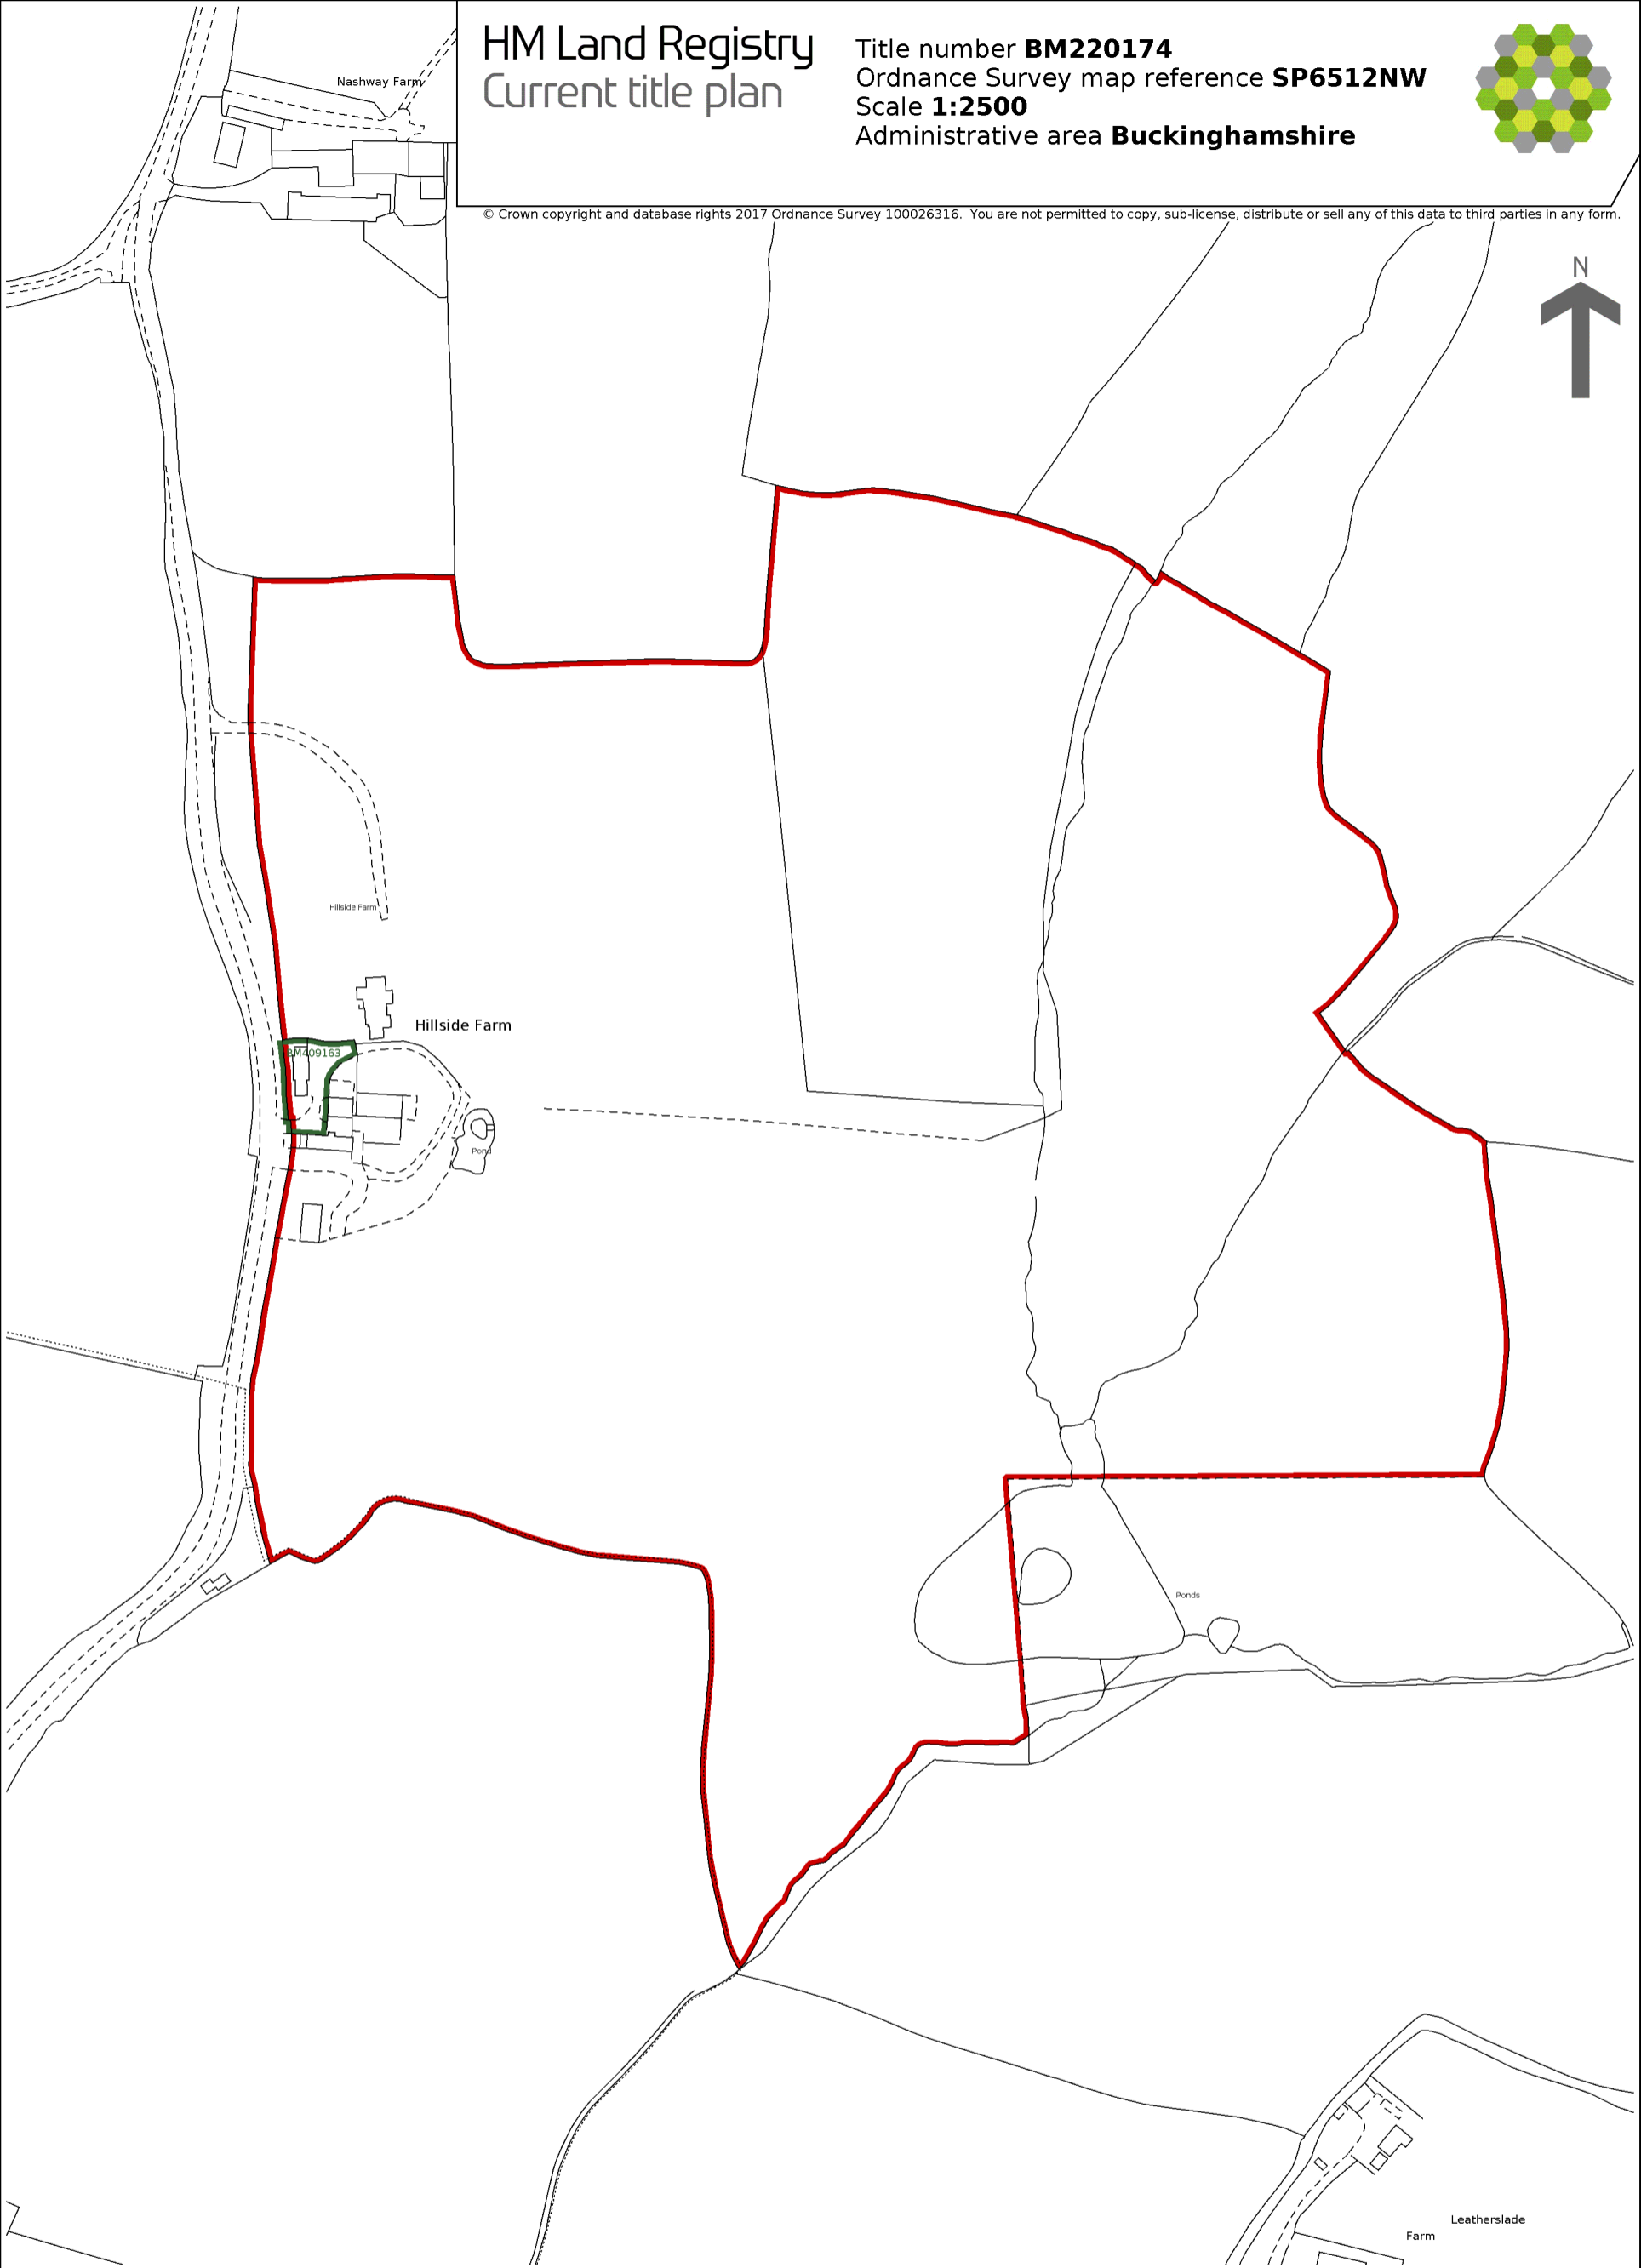 HM Land Registry
Current title plan
Title number BM220174
Ordnance Survey map reference SP6512NW
Scale 1:2500
Administrative area Buckinghamshire
© Crown copyright and database rights 2017 Ordnance Survey 100026316. You are not permitted to copy, sub-license, distribute or sell any of this data to third parties in any form.
Nashway Farm
N
Hillside Farm
Hillside Farm
BM409163
Pond
Ponds
Leatherslade
Farm